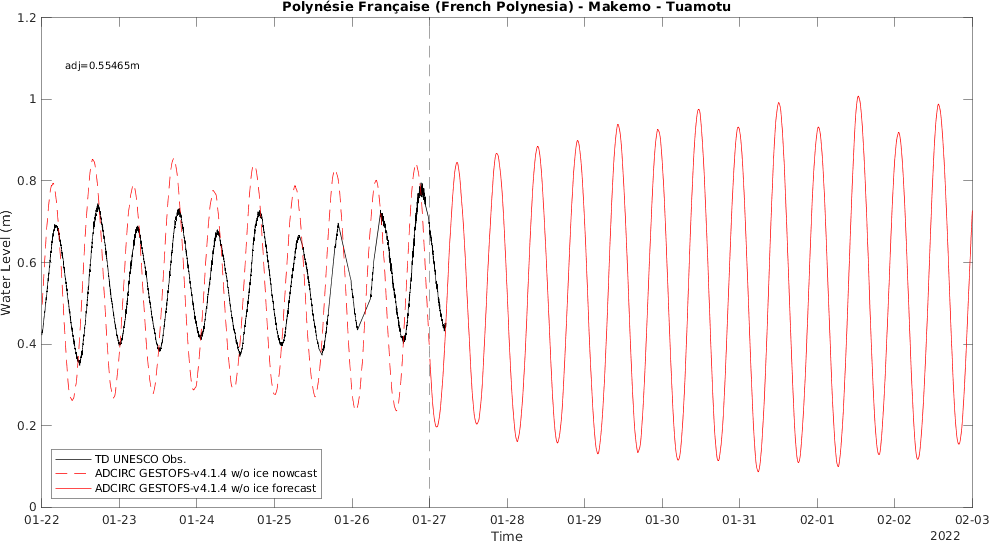 Polynésie Française (French Polynesia) - Makemo - Tuamotu
1.2
adj=0.55465m
1
0.8
0.6
0.4
0.2
0
Water Level (m)
TD UNESCO Obs.
ADCIRC GESTOFS-v4.1.4 w/o ice nowcast
ADCIRC GESTOFS-v4.1.4 w/o ice forecast
01-22 01-23 01-24 01-25 01-26 01-27 01-28 01-29 01-30 01-31 02-01 02-02 02-03
Time
2022